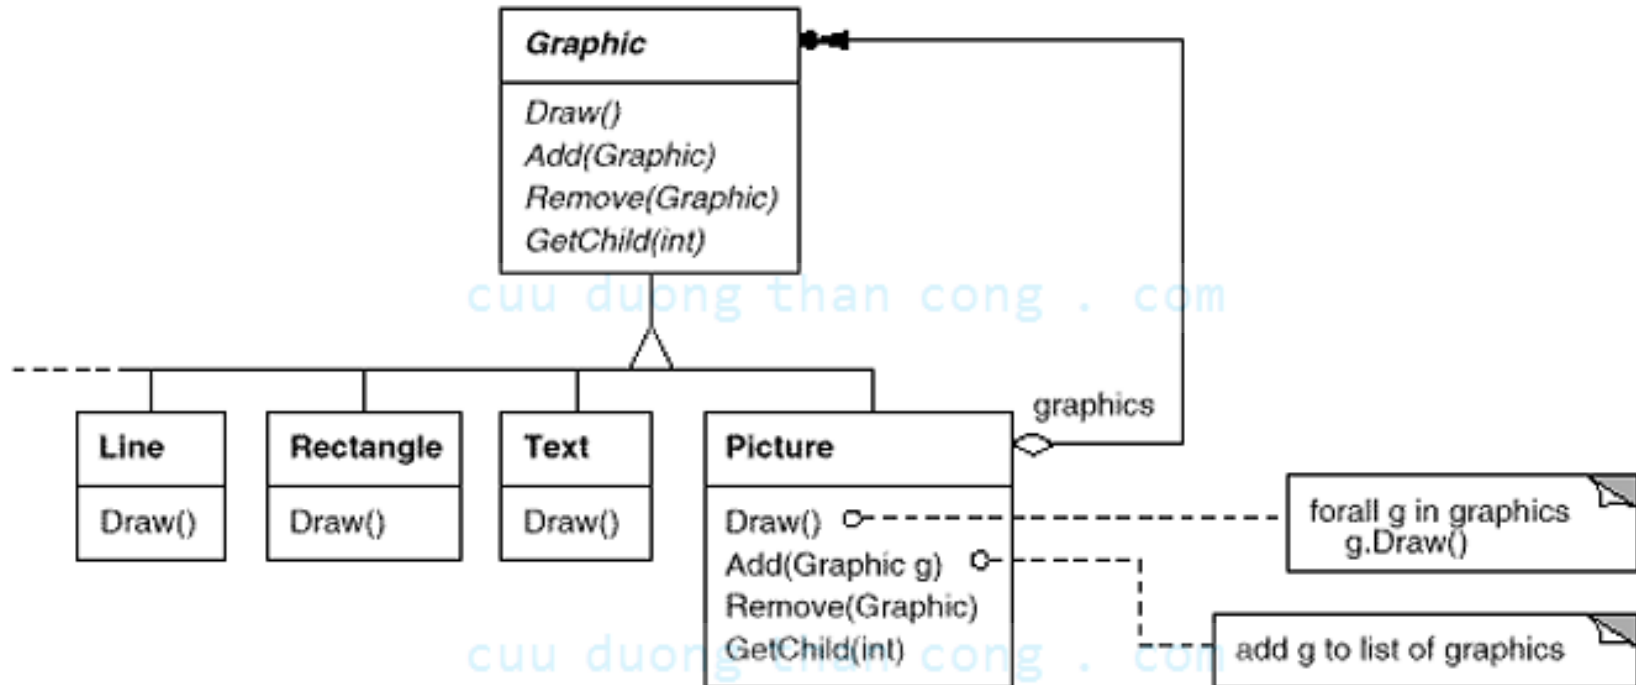 Graphic
Draw()
Add(Graphic)
Remove(Graphic)
GetChild(int)
cuu duong than cong . com
graphics
Line
Draw()
Rectangle
Draw()
Text
Draw()
Picture
Draw()
Add(Graphic g)
Remove(Graphic)
GetChild(int)
forall g in graphics
g.Draw()
add g to list of graphics
cuu duong than cong . com